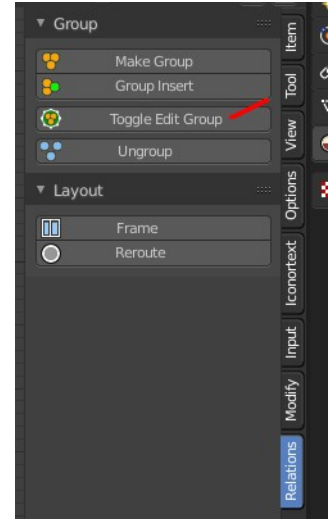 Group
Make Group
Group Insert
Toggle Edit Group
Ungroup
Layout
Frame
Reroute
Item
Tool
View
Options
Iconortext
Input
Modify
Relations